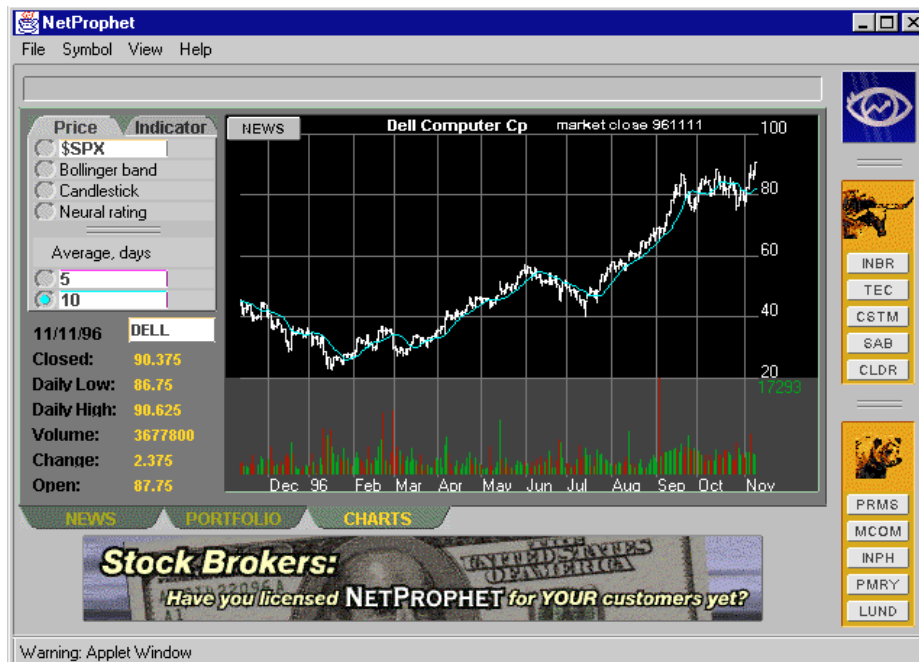 NetProphet
File Symbol View Help
Price Indicator
$SPX
Bollinger band
Candlestick
Neural rating
Average, days
5
10
11/11/96 DELL
Closed: 90.375
Daily Low: 86.75
Daily High: 90.625
Volume: 3677800
Change: 2.375
Open: 87.75
NEWS Dell Computer Cp market close 961111
100
80
60
40
20
17293
Dec 96 Feb Mar Apr May Jun Jul Aug Sep Oct Nov
INBR
TEC
CSTM
SAB
CLDR
PRMS
MCOM
INPH
PMRY
LUND
NEWS PORTFOLIO CHARTS
Stock Brokers:
UNITED STATES
OF AMERICA
Have you licensed NETPROPHET for YOUR customers yet?
Warning: Applet Window